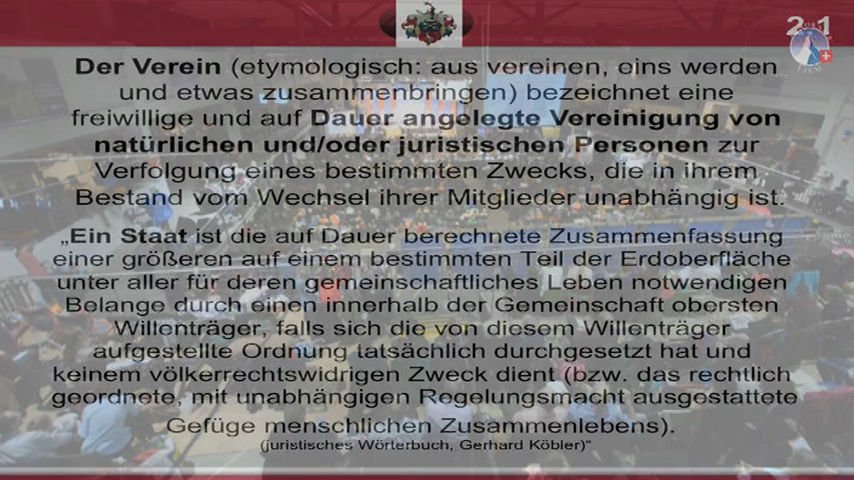 2 1
Der Verein (etymologisch: aus vereinen, eins werden
und etwas zusammenbringen) bezeichnet eine
freiwillige und auf Dauer angelegte Vereinigung von
natürlichen und/oder juristischen Personen zur
Verfolgung eines bestimmten Zwecks, die in ihrem
Bestand vom Wechsel ihrer Mitglieder unabhängig ist.
„Ein Staat ist die auf Dauer berechnete Zusammenfassung
einer größeren auf einem bestimmten Teil der Erdoberfläche
unter aller für deren gemeinschaftliches Leben notwendigen
Belange durch einen innerhalb der Gemeinschaft obersten
Willenträger, falls sich die von diesem Willenträger
aufgestellte Ordnung tatsächlich durchgesetzt hat und
keinem völkerrechtswidrigen Zweck dient (bzw. das rechtlich
geordnete, mit unabhängigen Regelungsmacht ausgestattete
Gefüge menschlichen Zusammenlebens).
(juristisches Wörterbuch, Gerhard Köbler)“